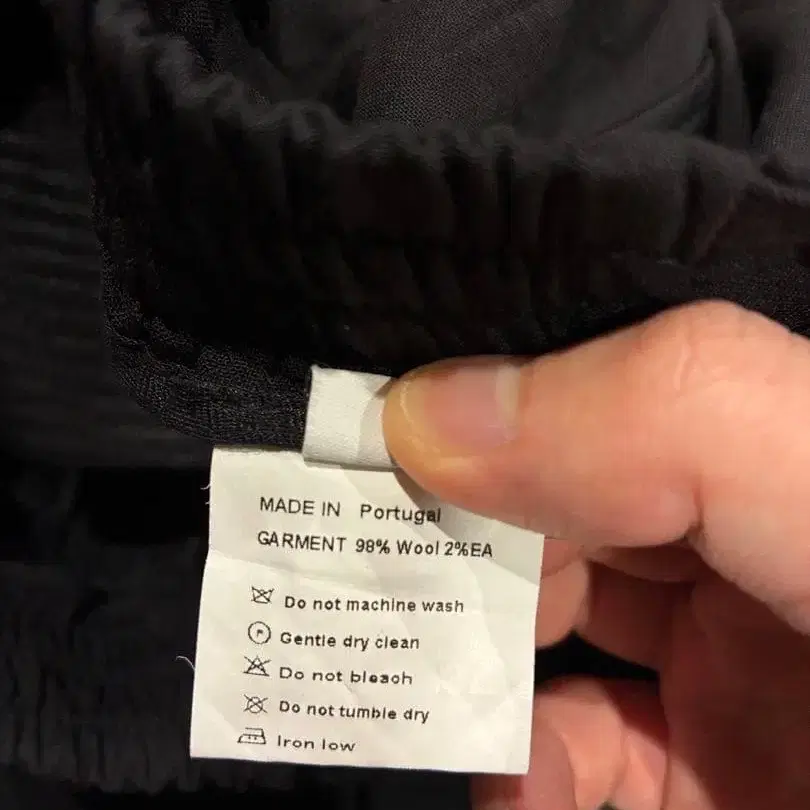 MADE IN Portugal
GARMENT 98% Wool 2%EA
Do not machine wash
P Gentle dry clean
Do not bleach
Do not tumble dry
Iron low